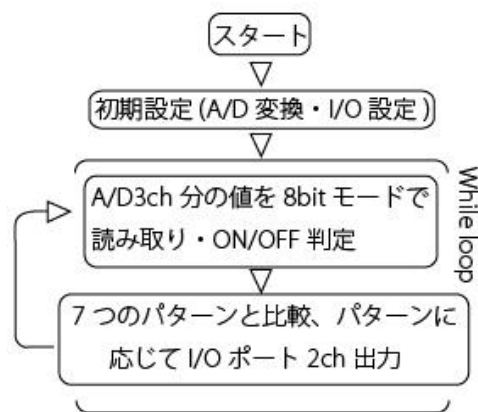 スタート
初期設定(A/D 変換・I/O 設定)
A/D3ch 分の値を 8bit モードで
読み取り・ON/OFF 判定
While loop
7 つのパターンと比較、パターンに
応じて I/O ポート 2ch 出力